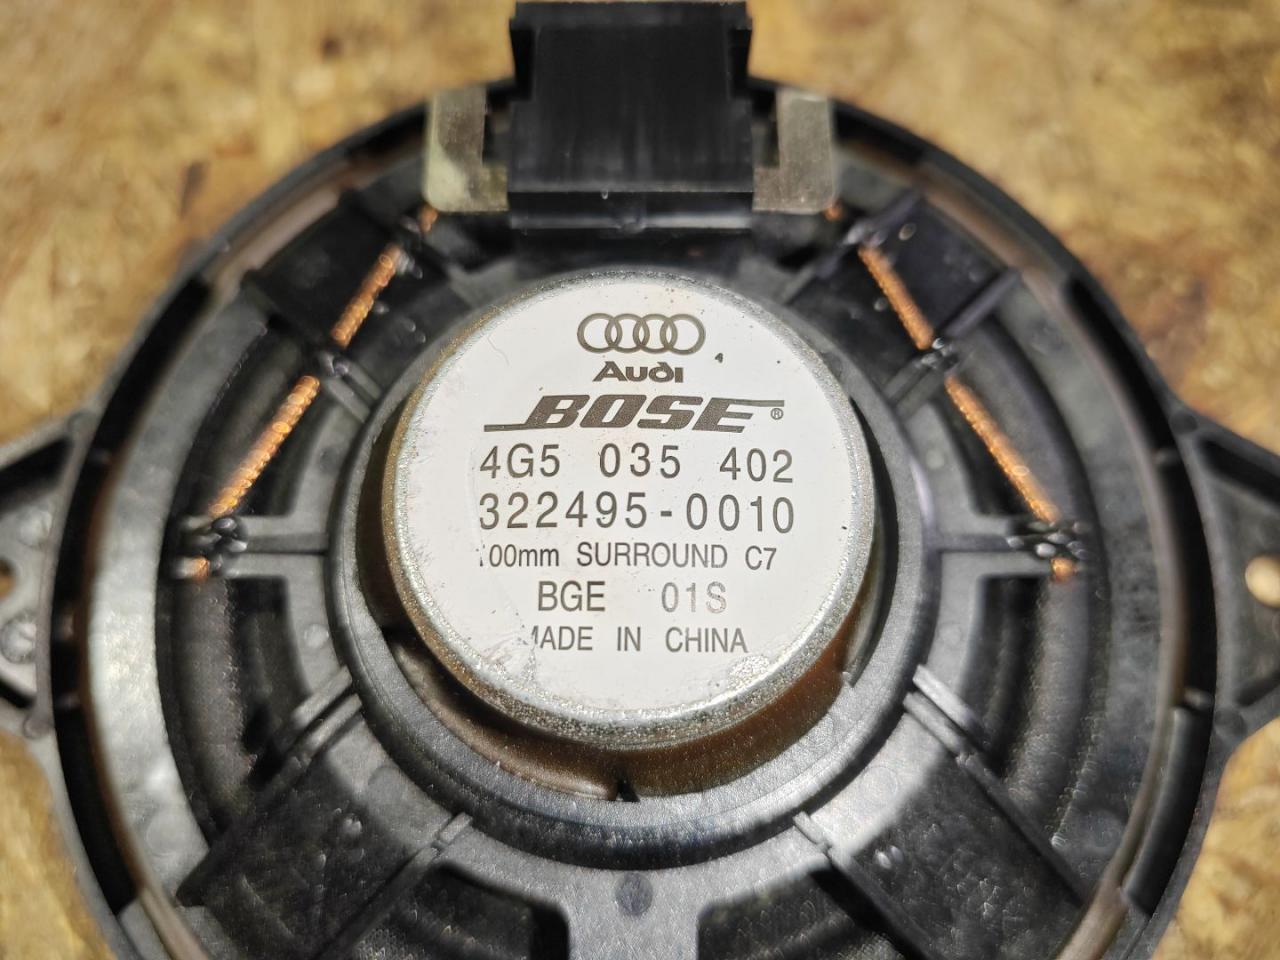 Audi
BOSE®
4G5 035 402
322495-0010
100mm SURROUND C7
BGE 01S
MADE IN CHINA